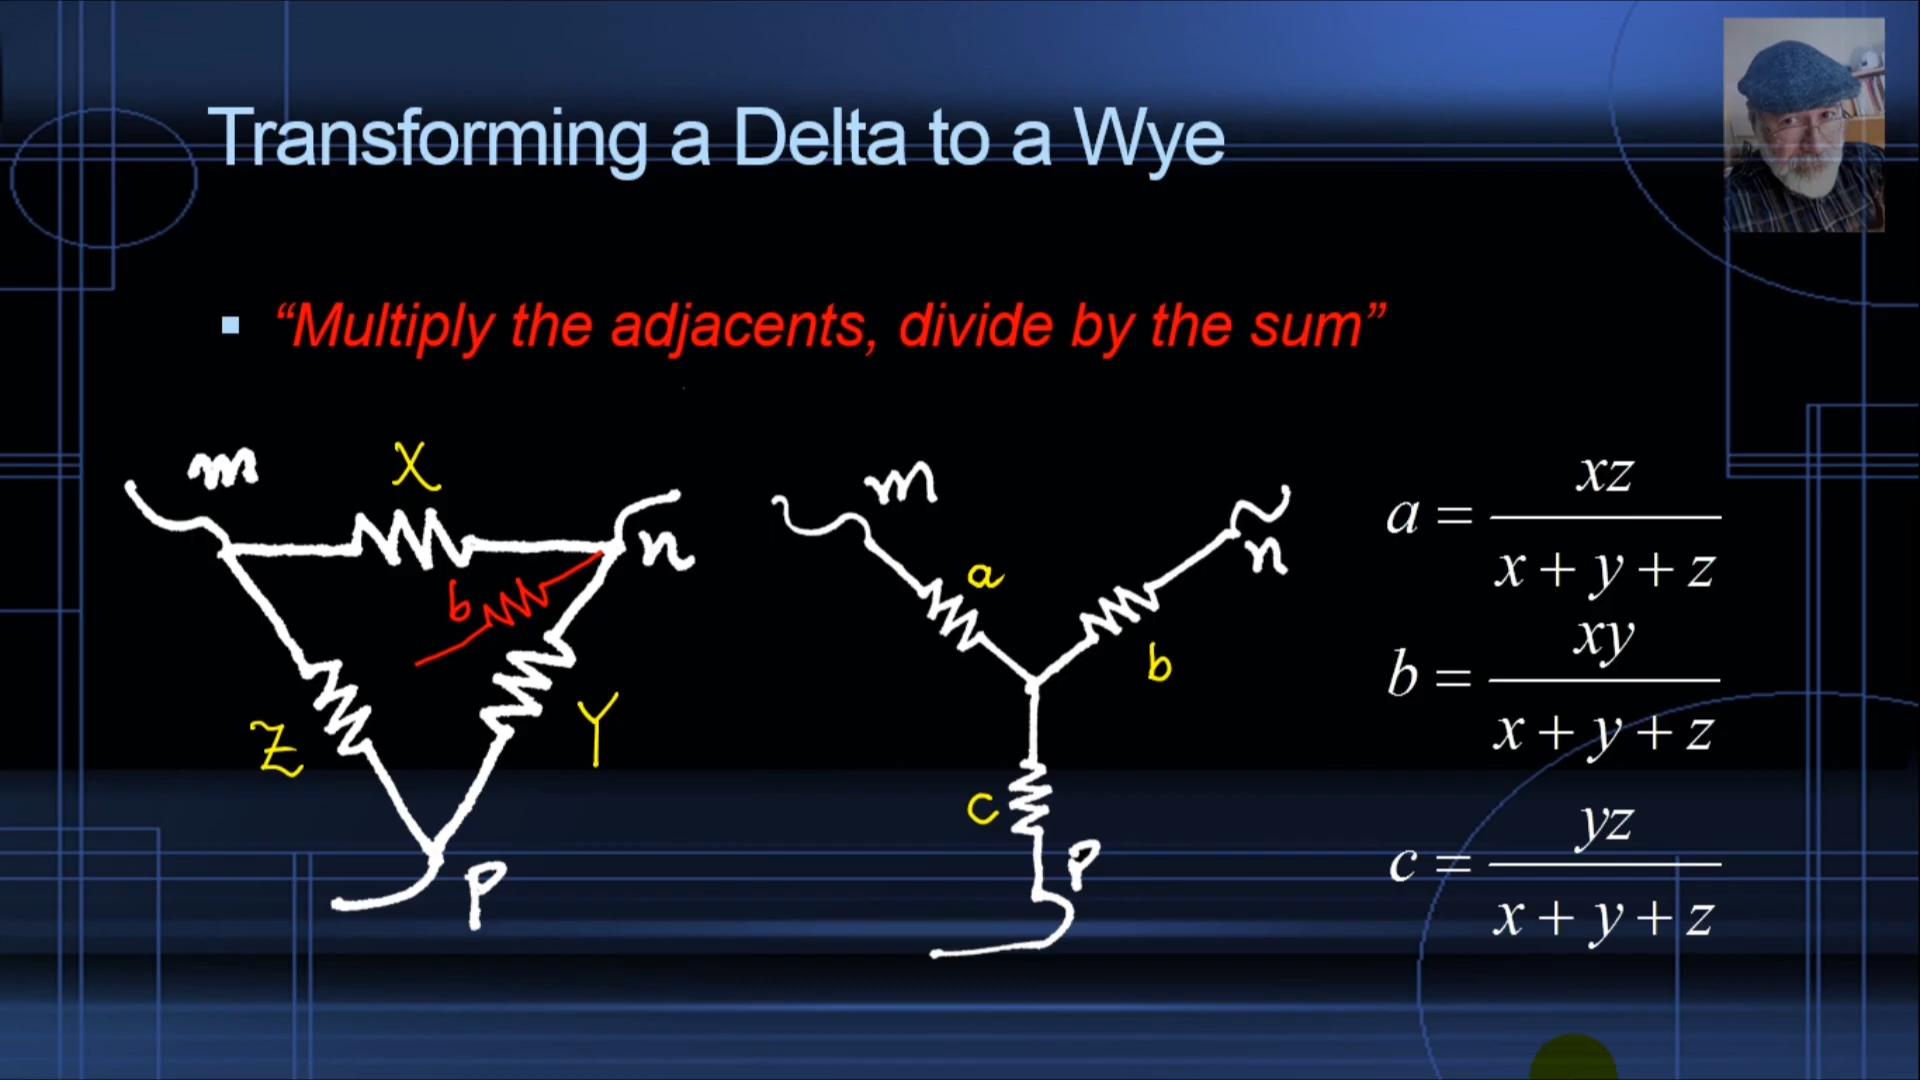 Transforming a Delta to a Wye
▪ “Multiply the adjacents, divide by the sum”
m X n
b
Z Y
P
m n
a
b
c
P
a = xz / x + y + z
b = xy / x + y + z
c = yz / x + y + z